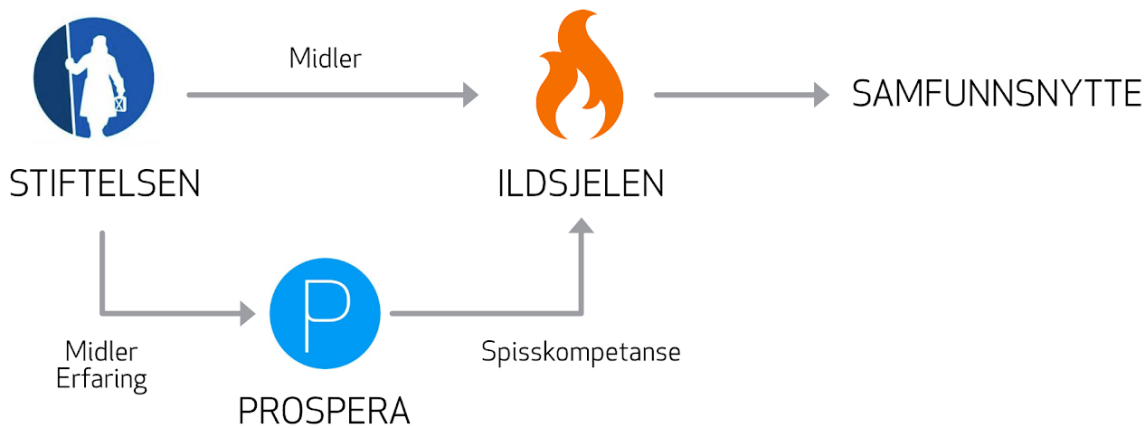 Midler
SAMFUNNSNYTTE
STIFTELSEN
ILDSJELEN
P
Midler
Erfaring
Spisskompetanse
PROSPERA